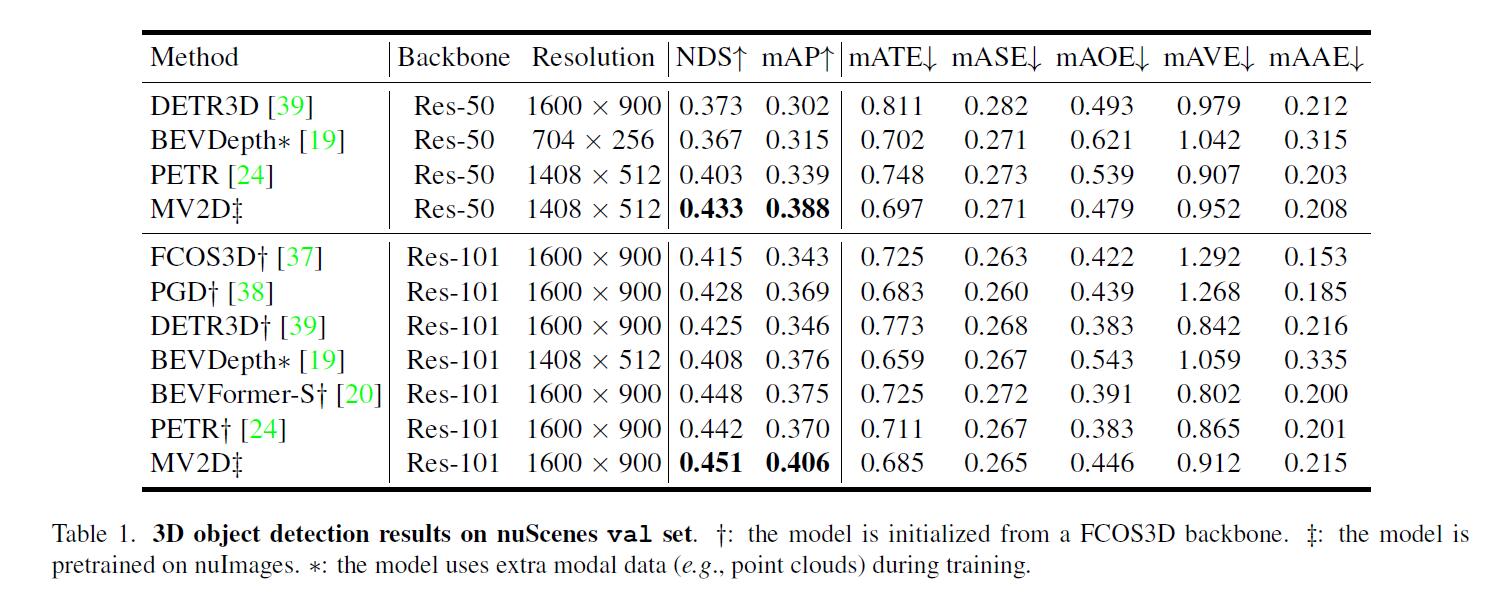 Method Backbone Resolution NDS↑ mAP↑ mATE↓ mASE↓ mAOE↓ mAVE↓ mAAE↓
DETR3D [39] Res-50 1600 × 900 0.373 0.302 0.811 0.282 0.493 0.979 0.212
BEVDepth∗ [19] Res-50 704 × 256 0.367 0.315 0.702 0.271 0.621 1.042 0.315
PETR [24] Res-50 1408 × 512 0.403 0.339 0.748 0.273 0.539 0.907 0.203
MV2D‡ Res-50 1408 × 512 0.433 0.388 0.697 0.271 0.479 0.952 0.208
FCOS3D† [37] Res-101 1600 × 900 0.415 0.343 0.725 0.263 0.422 1.292 0.153
PGD† [38] Res-101 1600 × 900 0.428 0.369 0.683 0.260 0.439 1.268 0.185
DETR3D† [39] Res-101 1600 × 900 0.425 0.346 0.773 0.268 0.383 0.842 0.216
BEVDepth∗ [19] Res-101 1408 × 512 0.408 0.376 0.659 0.267 0.543 1.059 0.335
BEVFormer-S† [20] Res-101 1600 × 900 0.448 0.375 0.725 0.272 0.391 0.802 0.200
PETR† [24] Res-101 1600 × 900 0.442 0.370 0.711 0.267 0.383 0.865 0.201
MV2D‡ Res-101 1600 × 900 0.451 0.406 0.685 0.265 0.446 0.912 0.215
Table 1. 3D object detection results on nuScenes val set. †: the model is initialized from a FCOS3D backbone. ‡: the model is
pretrained on nuImages. ∗: the model uses extra modal data (e.g., point clouds) during training.